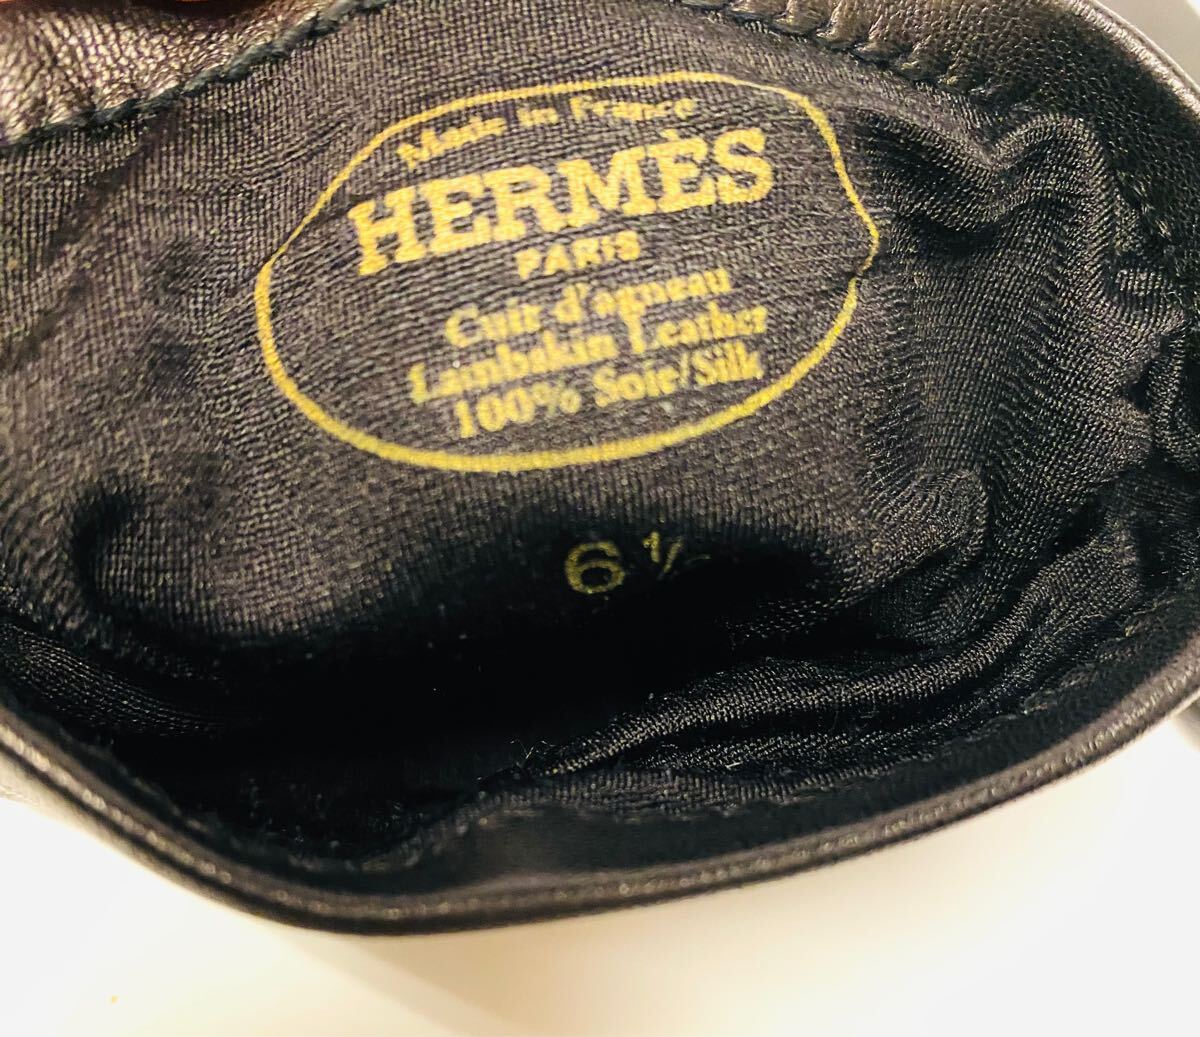 Made in France
HERMÈS
PARIS
Cuir d'agneau
Lambskin Leather
100% Soie/Silk
6 ½